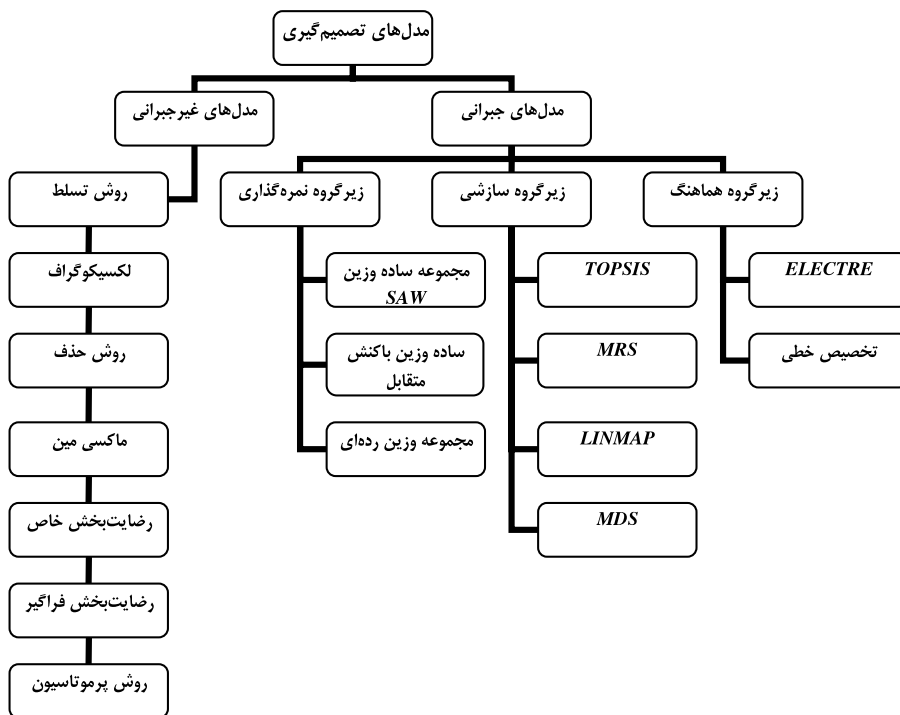 مدل‌های تصمیم‌گیری
مدل‌های جبرانی
مدل‌های غیرجبرانی
زیرگروه هماهنگ
زیرگروه سازشی
زیرگروه نمره‌گذاری
روش تسلط
ELECTRE
تخصیص خطی
TOPSIS
MRS
LINMAP
MDS
مجموعه ساده وزین
SAW
ساده وزین باکنش
متقابل
مجموعه وزین رده‌ای
لکسیکوگراف
روش حذف
ماکسی مین
رضایت‌بخش خاص
رضایت‌بخش فراگیر
روش پرموتاسیون